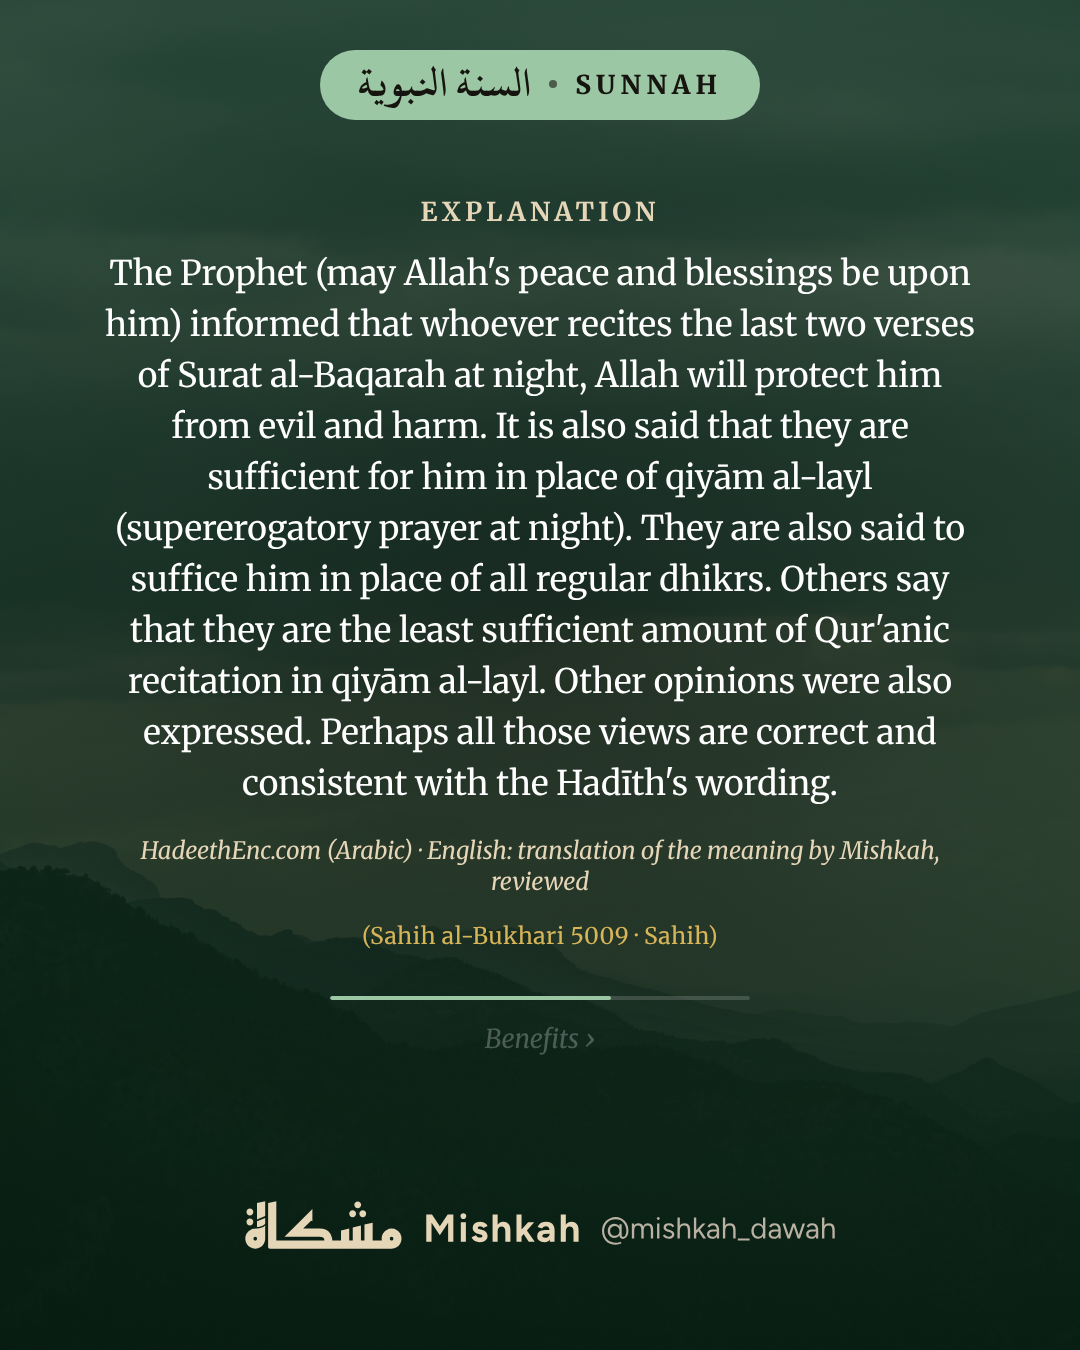 السنة النبوية • SUNNAH
EXPLANATION
The Prophet (may Allah's peace and blessings be upon
him) informed that whoever recites the last two verses
of Surat al-Baqarah at night, Allah will protect him
from evil and harm. It is also said that they are
sufficient for him in place of qiyām al-layl
(supererogatory prayer at night). They are also said to
suffice him in place of all regular dhikrs. Others say
that they are the least sufficient amount of Qur'anic
recitation in qiyām al-layl. Other opinions were also
expressed. Perhaps all those views are correct and
consistent with the Hadīth's wording.
HadeethEnc.com (Arabic) · English: translation of the meaning by Mishkah,
reviewed
(Sahih al-Bukhari 5009 · Sahih)
Benefits ›
مشكاة Mishkah @mishkah_dawah